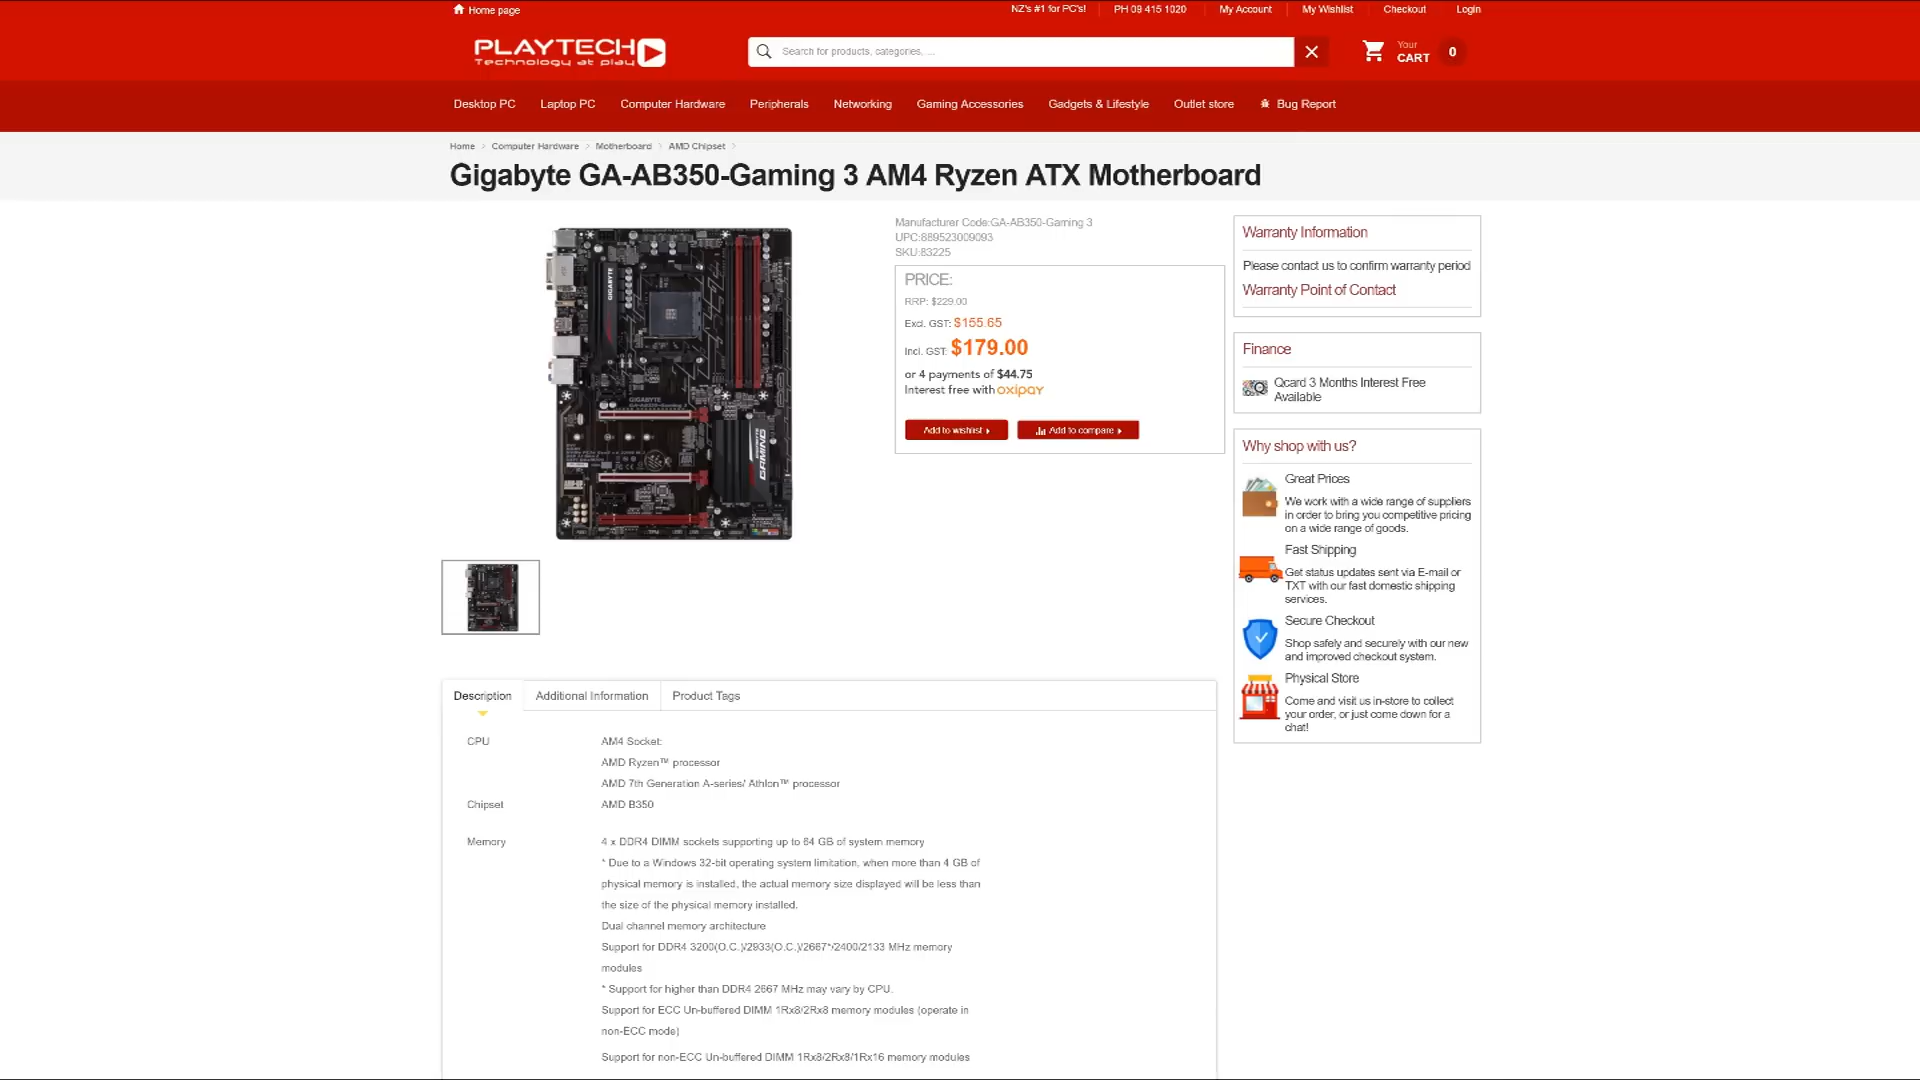 Home page
NZ's #1 for PC's!
PH 09 415 1020
My Account
My Wishlist
Checkout
Login
PLAYTECH
Technology at play
Search for products, categories, ...
Your
CART
0
Desktop PC
Laptop PC
Computer Hardware
Peripherals
Networking
Gaming Accessories
Gadgets & Lifestyle
Outlet store
Bug Report
Home > Computer Hardware > Motherboard > AMD Chipset >
Gigabyte GA-AB350-Gaming 3 AM4 Ryzen ATX Motherboard
GIGABYTE
GIGABYTE
GA-AB350-Gaming 3
GAMING
Manufacturer Code:GA-AB350-Gaming 3
UPC:889523009093
SKU:83225
PRICE:
RRP: $229.00
Excl. GST: $155.65
Incl. GST: $179.00
or 4 payments of $44.75
Interest free with oxipay
Add to wishlist
Add to compare
Warranty Information
Please contact us to confirm warranty period
Warranty Point of Contact
Finance
Qcard 3 Months Interest Free
Available
Why shop with us?
Great Prices
We work with a wide range of suppliers
in order to bring you competitive pricing
on a wide range of goods.
Fast Shipping
Get status updates sent via E-mail or
TXT with our fast domestic shipping
services.
Secure Checkout
Shop safely and securely with our new
and improved checkout system.
Physical Store
Come and visit us in-store to collect
your order, or just come down for a
chat!
Description
Additional Information
Product Tags
CPU
AM4 Socket:
AMD Ryzen™ processor
AMD 7th Generation A-series/ Athlon™ processor
Chipset
AMD B350
Memory
4 x DDR4 DIMM sockets supporting up to 64 GB of system memory
* Due to a Windows 32-bit operating system limitation, when more than 4 GB of
physical memory is installed, the actual memory size displayed will be less than
the size of the physical memory installed.
Dual channel memory architecture
Support for DDR4 3200(O.C.)/2933(O.C.)/2667*/2400/2133 MHz memory
modules
* Support for higher than DDR4 2667 MHz may vary by CPU.
Support for ECC Un-buffered DIMM 1Rx8/2Rx8 memory modules (operate in
non-ECC mode)
Support for non-ECC Un-buffered DIMM 1Rx8/2Rx8/1Rx16 memory modules